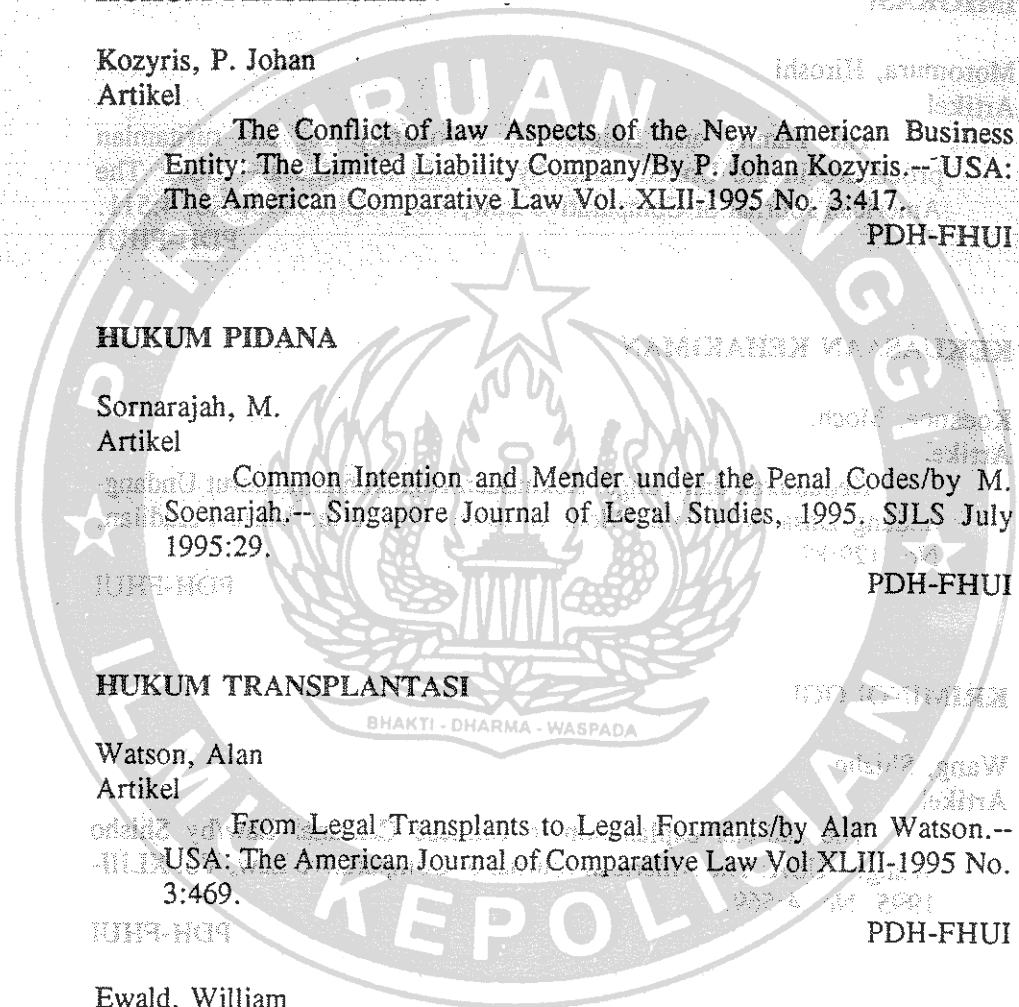 Kozyris, P. Johan
Artikel
The Conflict of law Aspects of the New American Business
Entity: The Limited Liability Company/By P. Johan Kozyris.-- USA:
The American Comparative Law Vol. XLII-1995 No. 3:417.
PDH-FHUI
HUKUM PIDANA
Sornarajah, M.
Artikel
Common Intention and Mender under the Penal Codes/by M.
Soenarjah.-- Singapore Journal of Legal Studies, 1995. SJLS July
1995:29.
PDH-FHUI
HUKUM TRANSPLANTASI
Watson, Alan
Artikel
From Legal Transplants to Legal Formants/by Alan Watson.--
USA: The American Journal of Comparative Law Vol XLIII-1995 No.
3:469.
PDH-FHUI
Ewald, William
PERGURUAN TINGGI
ILMU KEPOLISIAN
BHAKTI - DHARMA - WASPADA